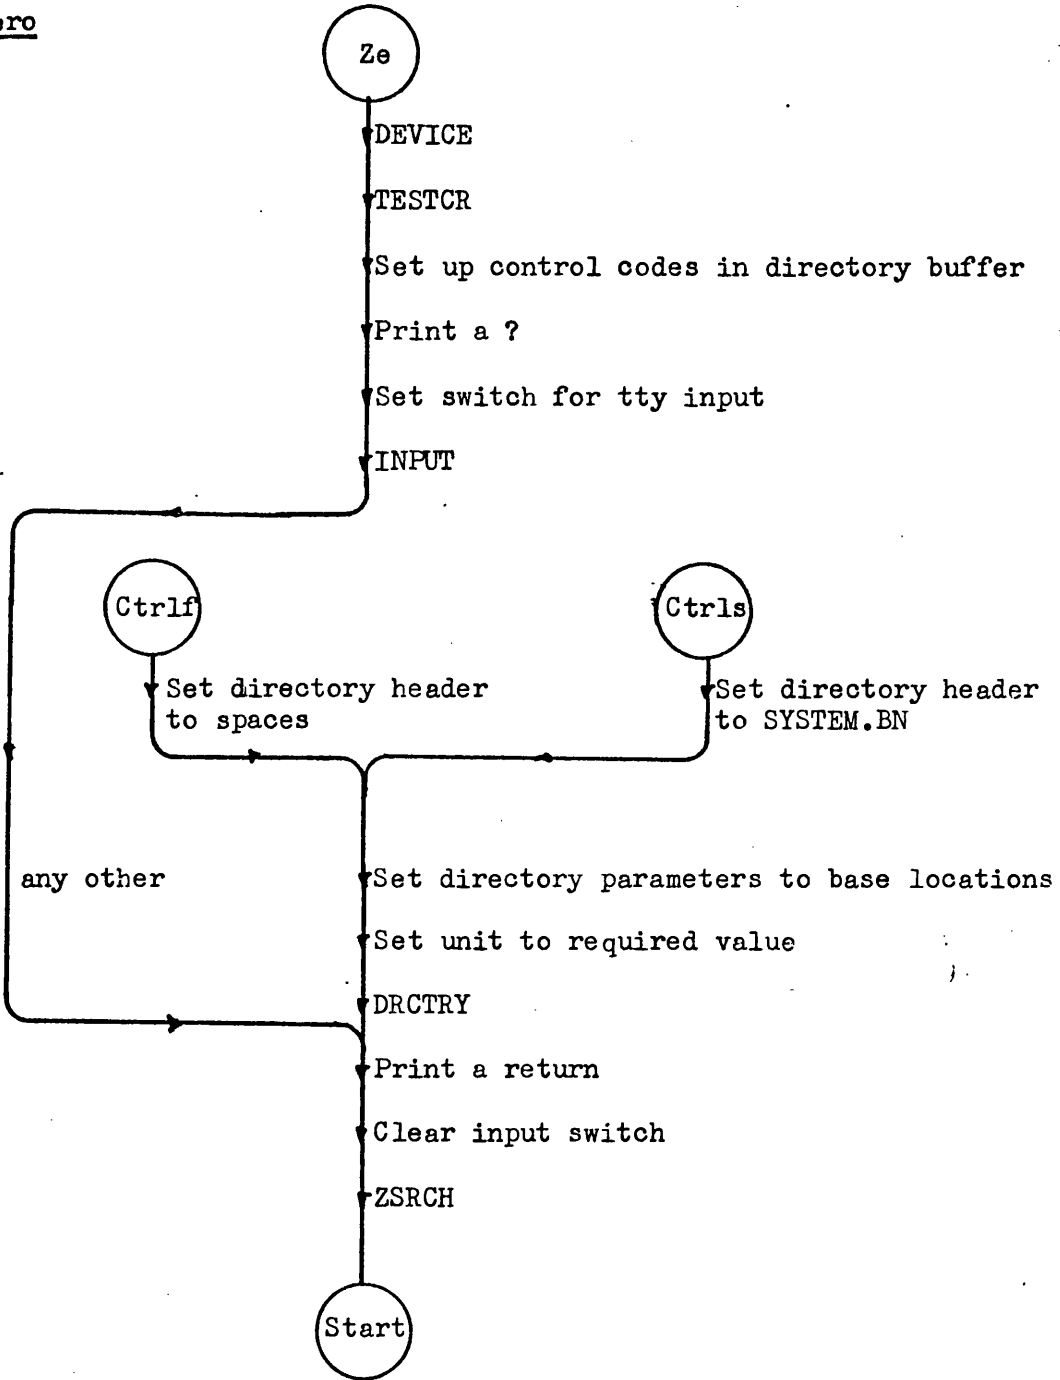 ero
Ze
DEVICE
TESTCR
Set up control codes in directory buffer
Print a ?
Set switch for tty input
INPUT
Ctrlf
Ctrls
Set directory header
to spaces
Set directory header
to SYSTEM.BN
any other
Set directory parameters to base locations
Set unit to required value
DRCTRY
Print a return
Clear input switch
ZSRCH
Start